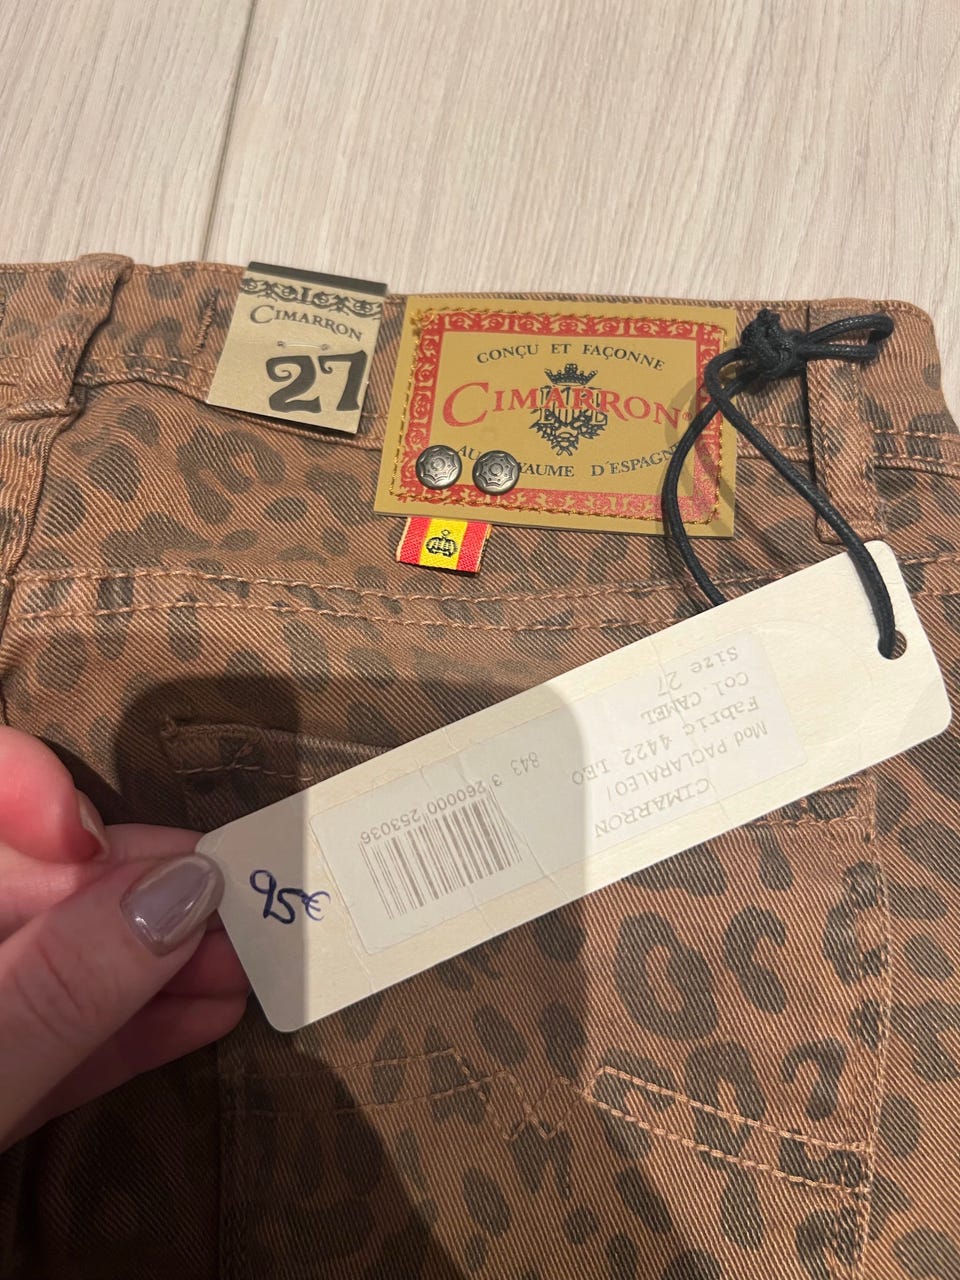 CIMARRON
27
CONÇU ET FAÇONNE
CIMARRON
AU ROYAUME D'ESPAGNE
CIMARRON
Mod PACLARALEO/
Fabric 4422 LEO
Col. CAMEL
Size 27
843
3 260000 253036
95€